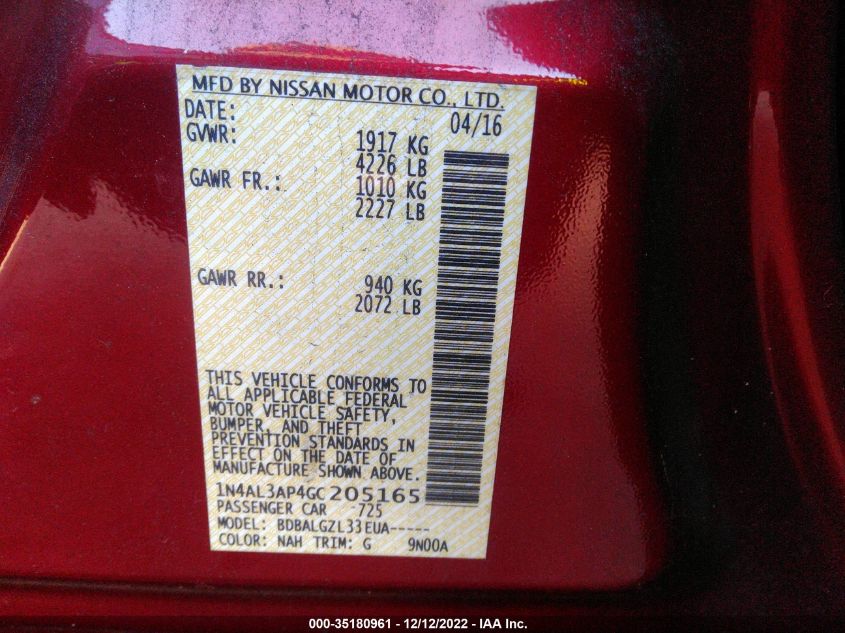 MFD BY NISSAN MOTOR CO., LTD.
DATE: 04/16
GVWR: 1917 KG
4226 LB
GAWR FR.: 1010 KG
2227 LB
GAWR RR.: 940 KG
2072 LB
THIS VEHICLE CONFORMS TO
ALL APPLICABLE FEDERAL
MOTOR VEHICLE SAFETY,
BUMPER, AND THEFT
PREVENTION STANDARDS IN
EFFECT ON THE DATE OF
MANUFACTURE SHOWN ABOVE.
1N4AL3AP4GC205165
PASSENGER CAR -725
MODEL: BDBALGZL33EUA-----
COLOR: NAH TRIM: G 9N00A
000-35180961 - 12/12/2022 - IAA Inc.